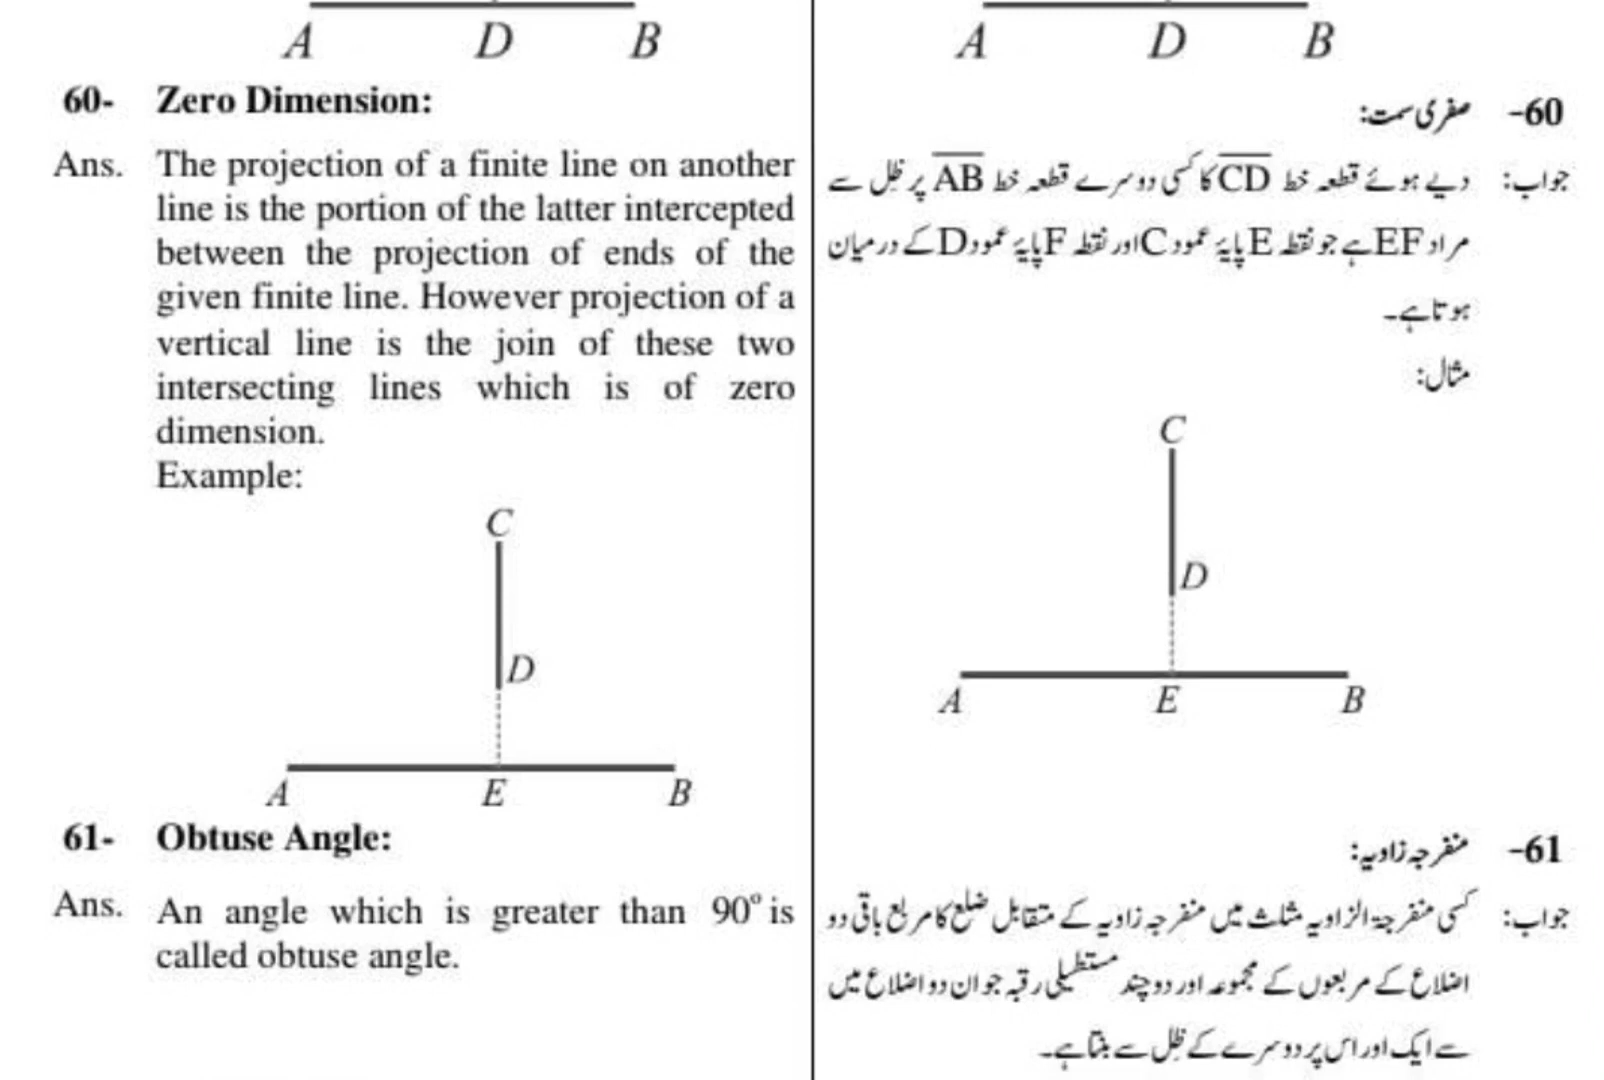 A D B
60- Zero Dimension:
Ans. The projection of a finite line on another
line is the portion of the latter intercepted
between the projection of ends of the
given finite line. However projection of a
vertical line is the join of these two
intersecting lines which is of zero
dimension.
Example:
C
D
A E B
61- Obtuse Angle:
Ans. An angle which is greater than 90° is
called obtuse angle.
A D B
60- صفری سمت:
جواب: دیے ہوئے قطعہ خط CD کا کسی دوسرے قطعہ خط AB پر ظِل سے
مراد EF ہے جو نقطہ E پایۂ عمود C اور نقطہ F پایۂ عمود D کے درمیان
ہوتا ہے۔
مثال:
C
D
A E B
61- منفرجہ زاویہ:
جواب: کسی منفرجۃ الزاویہ مثلث میں منفرجہ زاویہ کے متقابل ضلع کا مربع باقی دو
اضلاع کے مربعوں کے مجموعہ اور دو چند مستطیلی رقبہ جو ان دو اضلاع میں
سے ایک اور اس پر دوسرے کے ظِل سے بنتا ہے۔